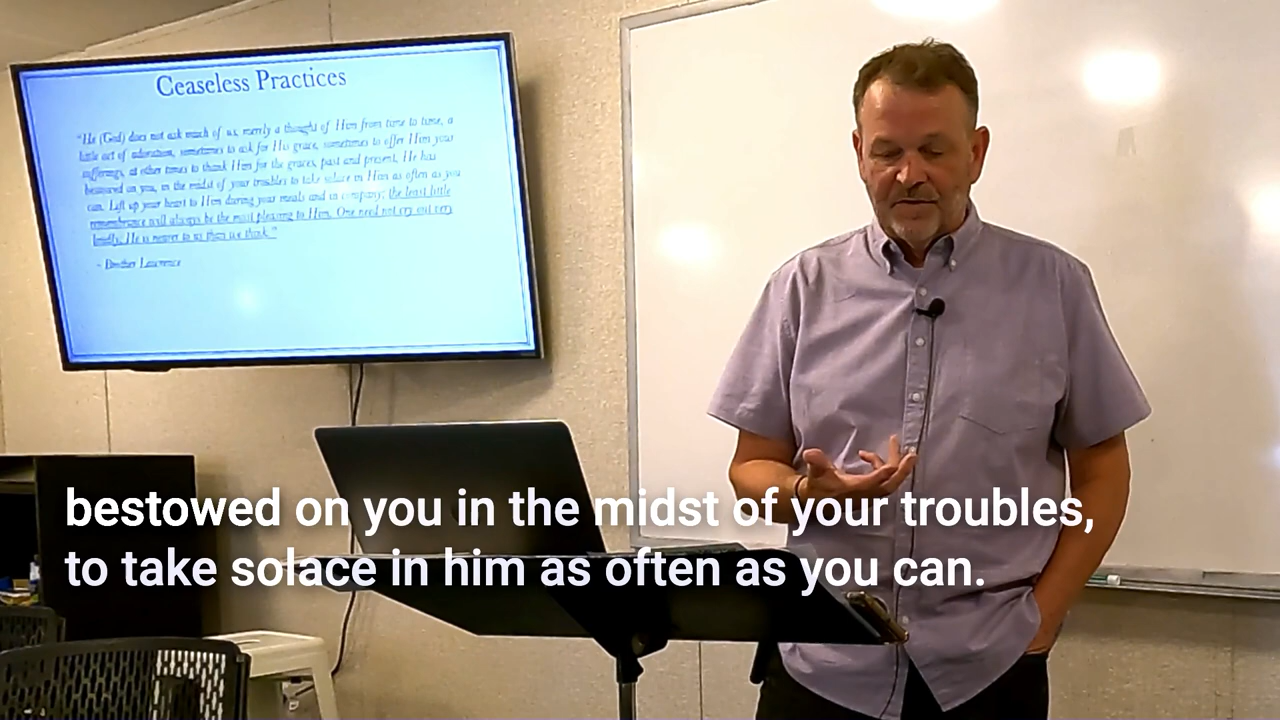 Ceaseless Practices
"He (God) does not ask much of us, merely a thought of Him from time to time, a
little act of adoration, sometimes to ask for His grace, sometimes to offer Him your
sufferings, at other times to thank Him for the graces, past and present, He has
bestowed on you, in the midst of your troubles to take solace in Him as often as you
can. Lift up your heart to Him during your meals and in company; the least little
remembrance will always be the most pleasing to Him. One need not cry out very
loudly; He is nearer to us than we think."
- Brother Lawrence
bestowed on you in the midst of your troubles,
to take solace in him as often as you can.